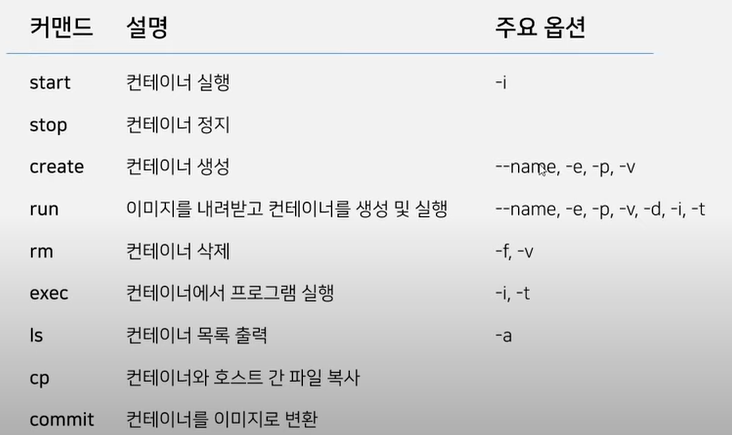 커맨드 설명 주요 옵션
start 컨테이너 실행 -i
stop 컨테이너 정지
create 컨테이너 생성 --name, -e, -p, -v
run 이미지를 내려받고 컨테이너를 생성 및 실행 --name, -e, -p, -v, -d, -i, -t
rm 컨테이너 삭제 -f, -v
exec 컨테이너에서 프로그램 실행 -i, -t
ls 컨테이너 목록 출력 -a
cp 컨테이너와 호스트 간 파일 복사
commit 컨테이너를 이미지로 변환